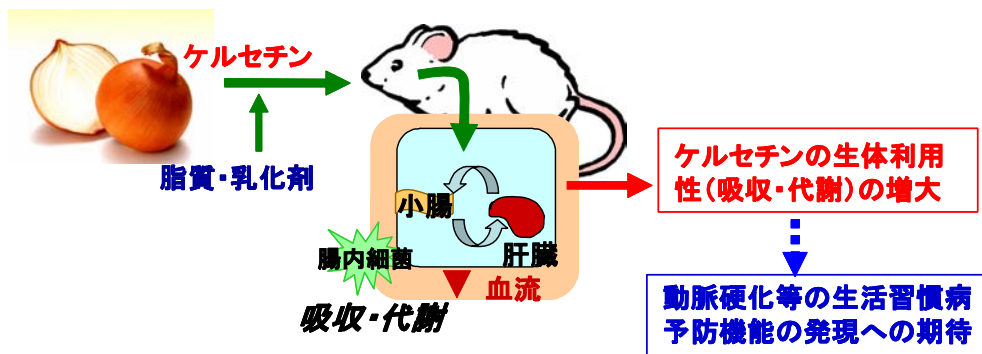 ケルセチン
脂質・乳化剤
小腸
肝臓
腸内細菌
血流
吸収・代謝
ケルセチンの生体利用
性(吸収・代謝)の増大
動脈硬化等の生活習慣病
予防機能の発現への期待